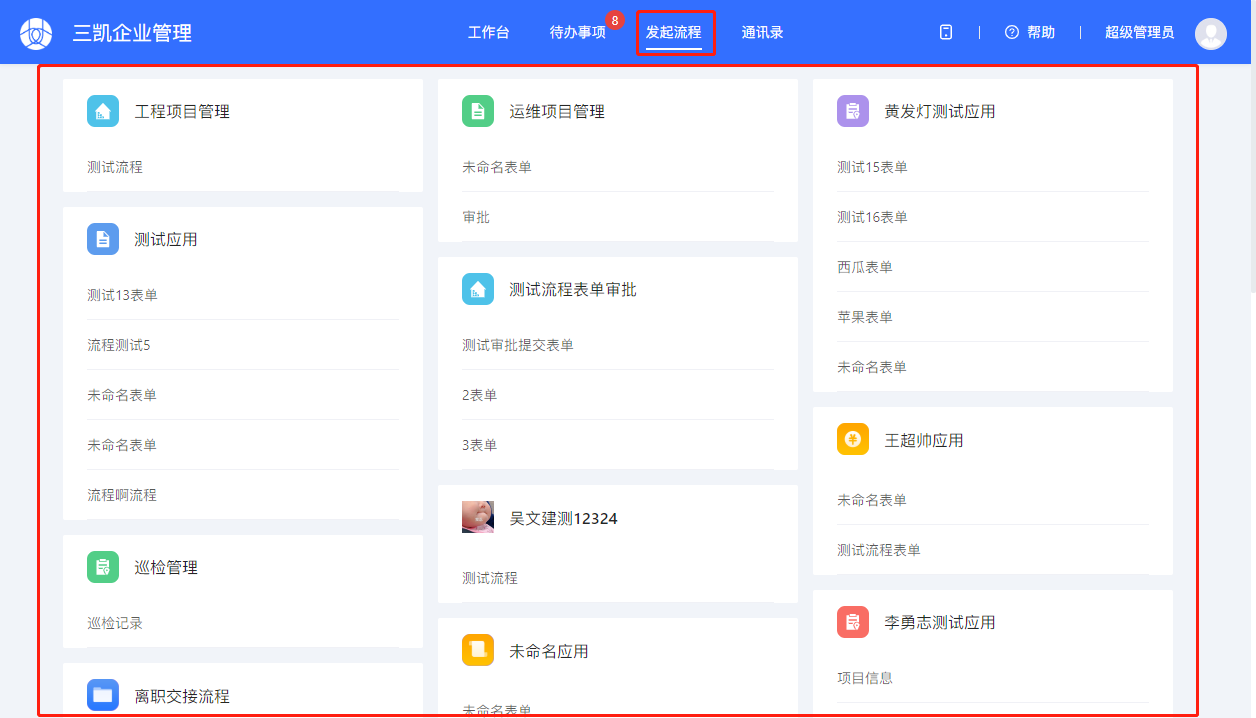 三凯企业管理
工作台
待办事项
8
发起流程
通讯录
帮助
超级管理员
工程项目管理
测试流程
测试应用
测试13表单
流程测试5
未命名表单
未命名表单
流程啊流程
巡检管理
巡检记录
离职交接流程
运维项目管理
未命名表单
审批
测试流程表单审批
测试审批提交表单
2表单
3表单
吴文建测12324
测试流程
未命名应用
未命名表单
黄发灯测试应用
测试15表单
测试16表单
西瓜表单
苹果表单
未命名表单
王超帅应用
未命名表单
测试流程表单
李勇志测试应用
项目信息